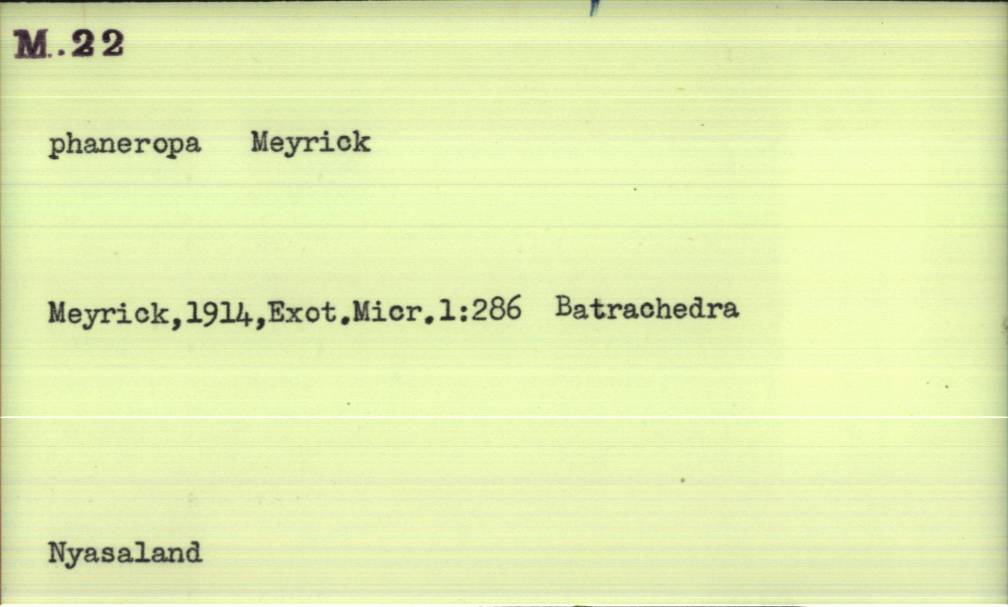 M.22
phaneropa Meyrick
Meyrick,1914,Exot.Micr.1:286 Batrachedra
Nyasaland